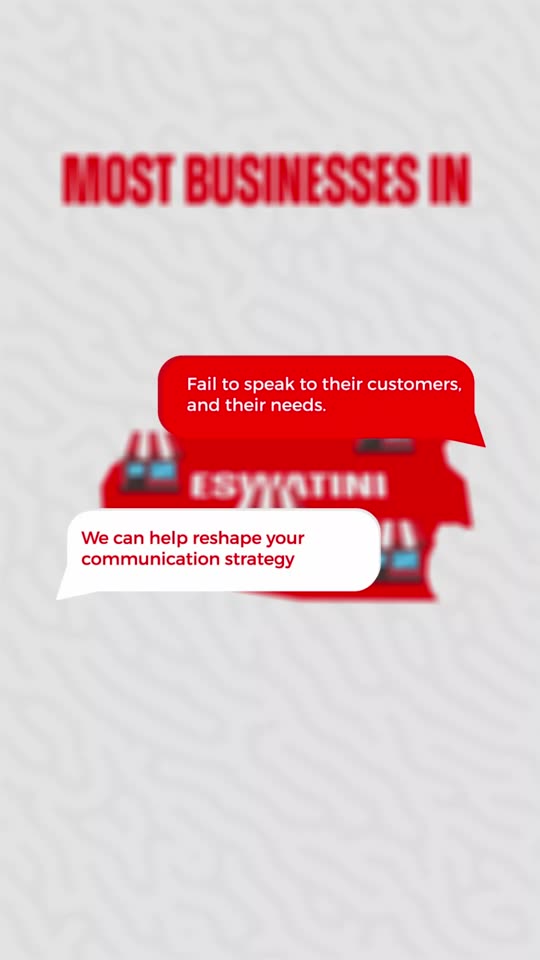 MOST BUSINESSES IN
Fail to speak to their customers,
and their needs.
ESWATINI
We can help reshape your
communication strategy